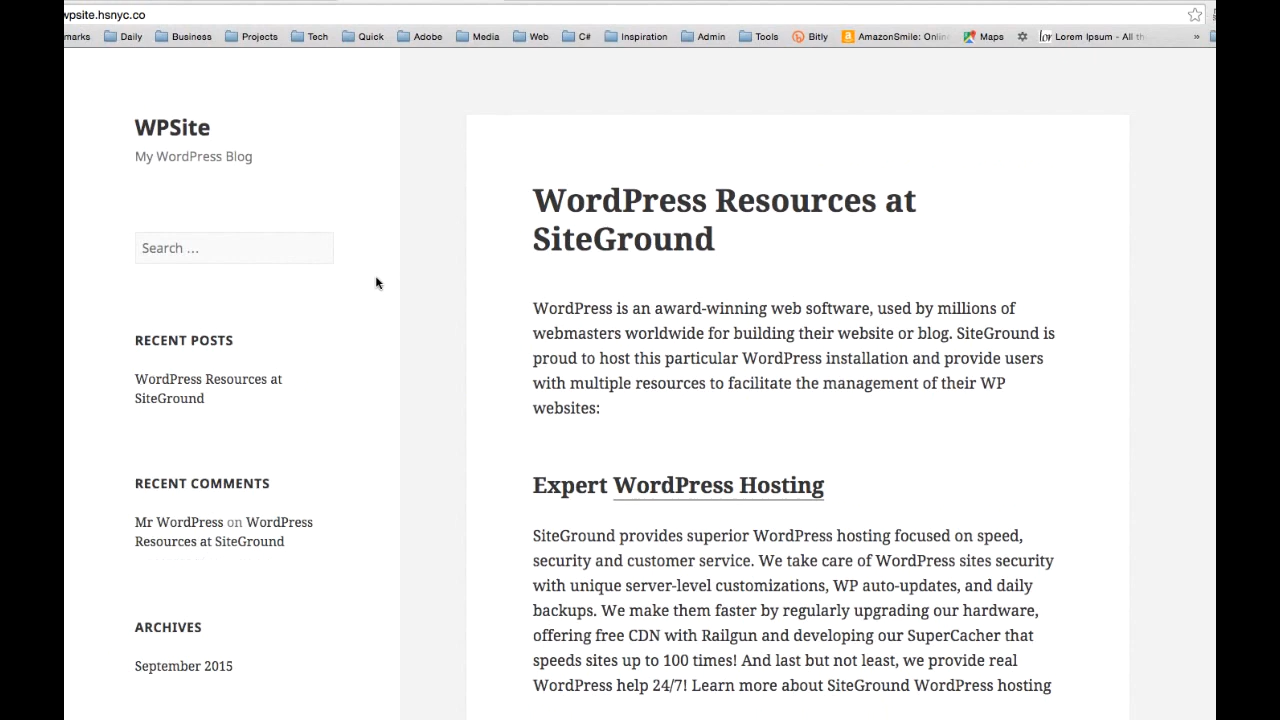 wpsite.hsnyc.co
marks Daily Business Projects Tech Quick Adobe Media Web C# Inspiration Admin Tools Bitly AmazonSmile: Onlin Maps Lorem Ipsum - All th »
WPSite
My WordPress Blog
Search ...
RECENT POSTS
WordPress Resources at
SiteGround
RECENT COMMENTS
Mr WordPress on WordPress
Resources at SiteGround
ARCHIVES
September 2015
WordPress Resources at
SiteGround
WordPress is an award-winning web software, used by millions of
webmasters worldwide for building their website or blog. SiteGround is
proud to host this particular WordPress installation and provide users
with multiple resources to facilitate the management of their WP
websites:
Expert WordPress Hosting
SiteGround provides superior WordPress hosting focused on speed,
security and customer service. We take care of WordPress sites security
with unique server-level customizations, WP auto-updates, and daily
backups. We make them faster by regularly upgrading our hardware,
offering free CDN with Railgun and developing our SuperCacher that
speeds sites up to 100 times! And last but not least, we provide real
WordPress help 24/7! Learn more about SiteGround WordPress hosting